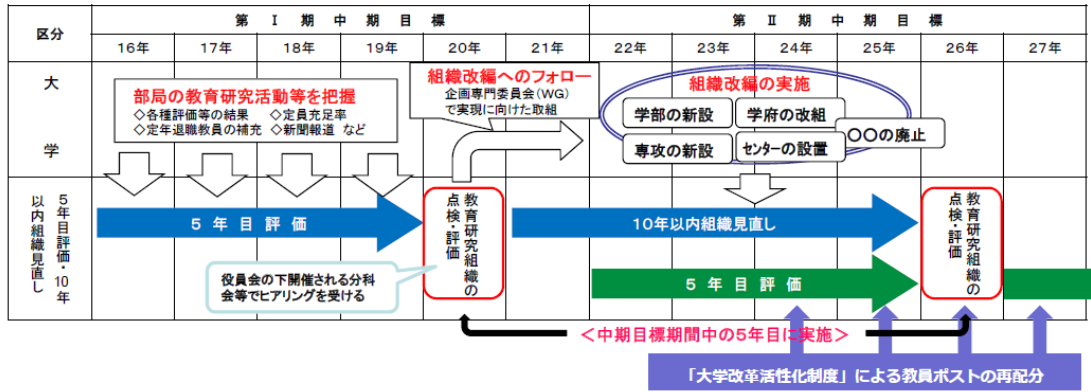 区分
第 Ⅰ 期 中 期 目 標
第 Ⅱ 期 中 期 目 標
16年 17年 18年 19年 20年 21年 22年 23年 24年 25年 26年 27年
大
学
部局の教育研究活動等を把握
◇各種評価等の結果 ◇定員充足率
◇定年退職教員の補充 ◇新聞報道 など
組織改編へのフォロー
企画専門委員会(WG)
で実現に向けた取組
組織改編の実施
学部の新設
学府の改組
〇〇の廃止
専攻の新設
センターの設置
5年目評価・10年
以内組織見直し
5 年 目 評 価
教育研究組織の
点検・評価
10年以内組織見直し
教育研究組織の
点検・評価
役員会の下開催される分科
会等でヒアリングを受ける
5 年 目 評 価
＜中期目標期間中の5年目に実施＞
「大学改革活性化制度」による教員ポストの再配分